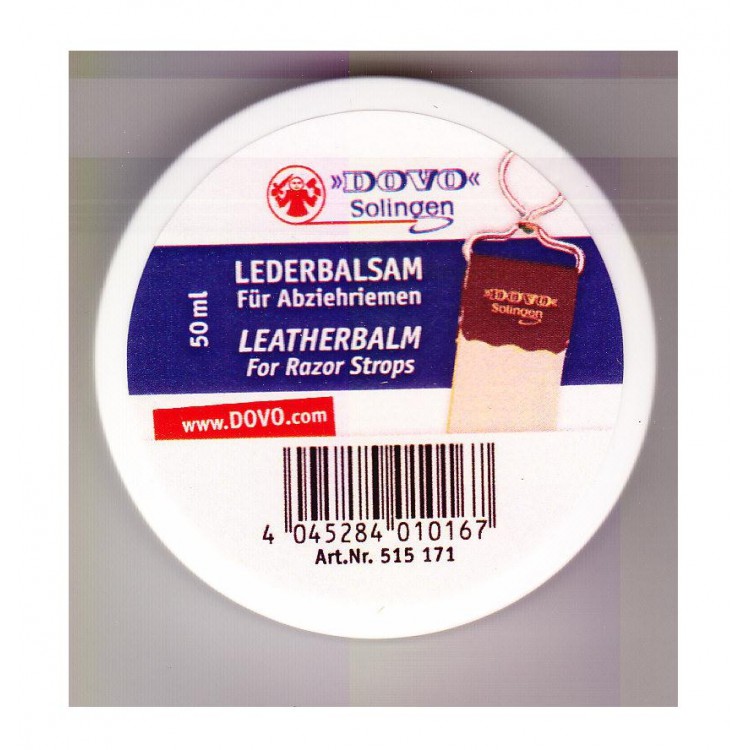 »DOVO«
Solingen
50 ml
LEDERBALSAM
Für Abziehriemen
LEATHERBALM
For Razor Strops
»DOVO«
Solingen
www.DOVO.com
4 045284 010167
Art.Nr. 515 171